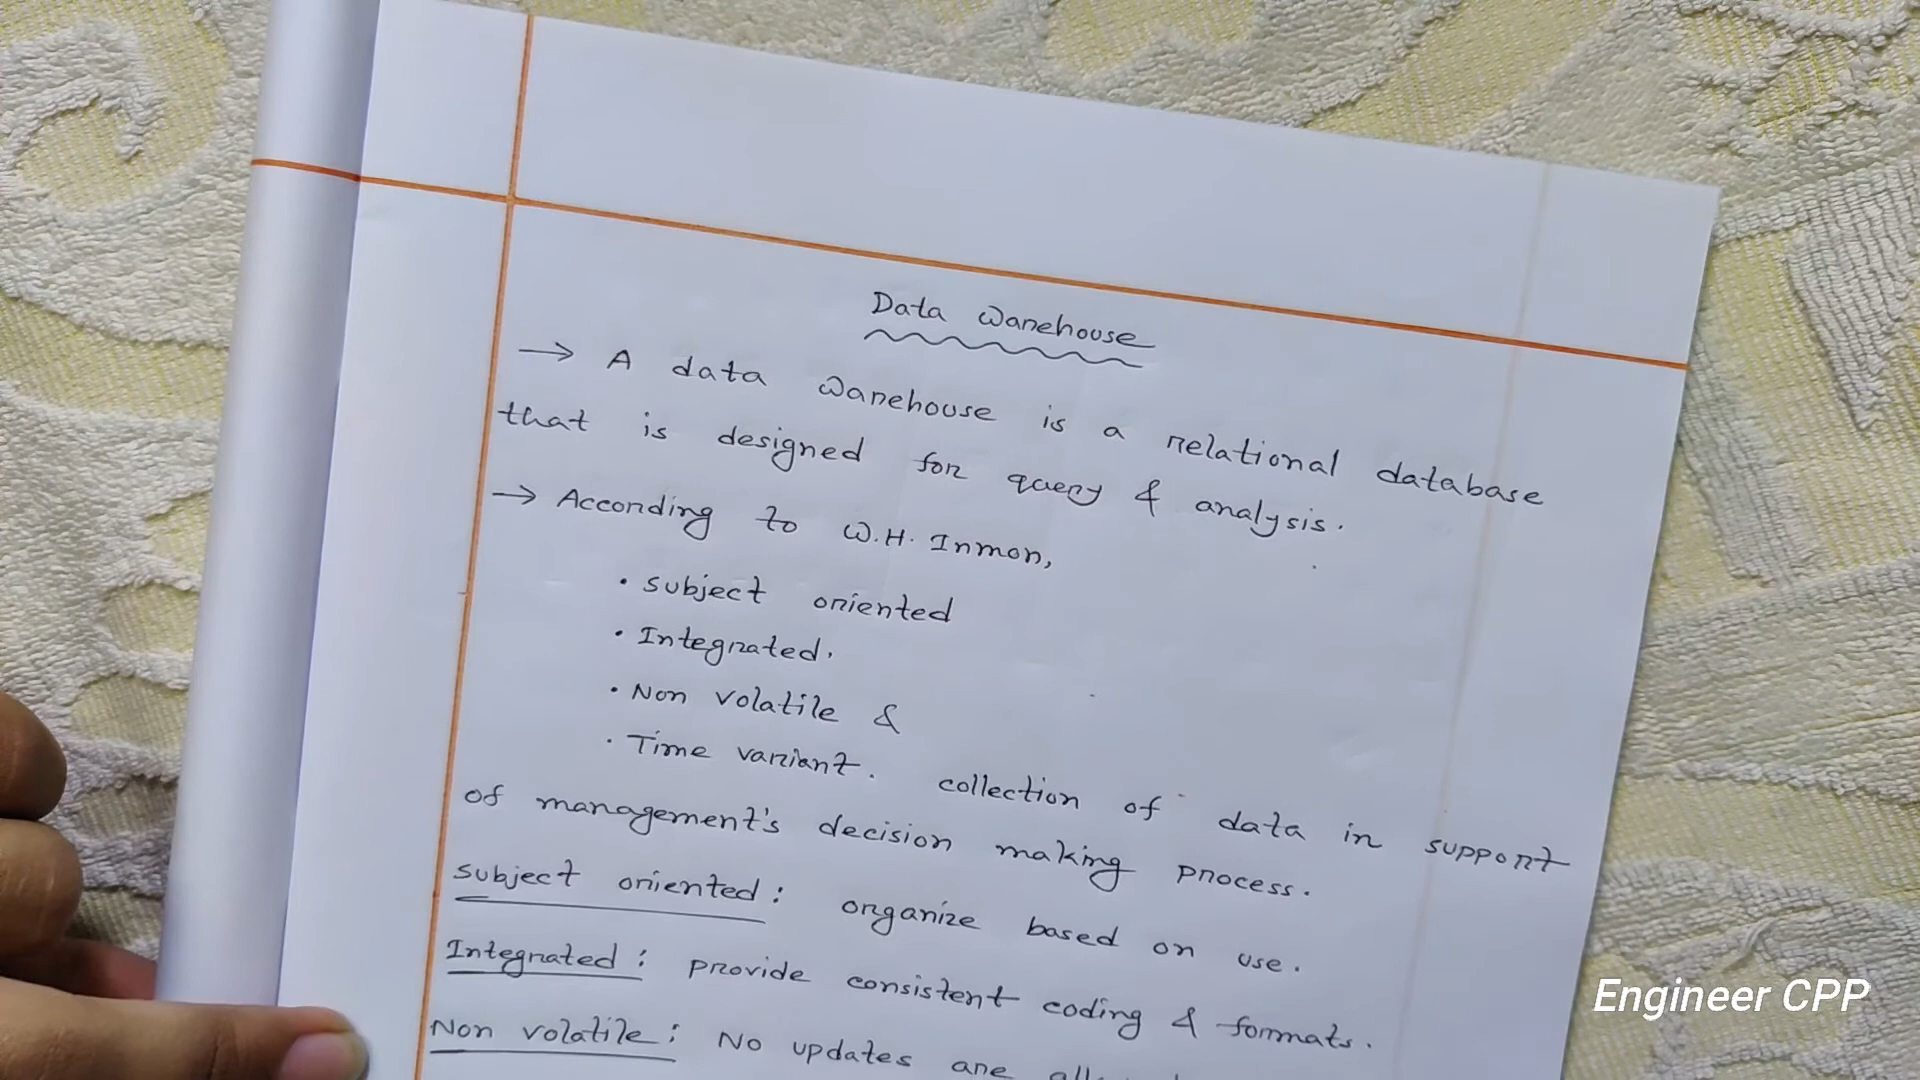 Data Warehouse
→ A data warehouse is a relational database
that is designed for query & analysis.
→ According to W.H. Inmon,
• subject oriented
• Integrated.
• Non volatile &
• Time variant. collection of data in support
of management's decision making process.
subject oriented : organize based on use.
Integrated : provide consistent coding & formats.
Non volatile : No updates are
Engineer CPP